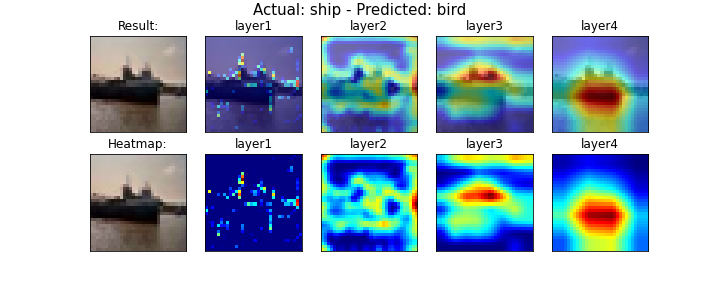 Actual: ship - Predicted: bird
Result: layer1 layer2 layer3 layer4
Heatmap: layer1 layer2 layer3 layer4